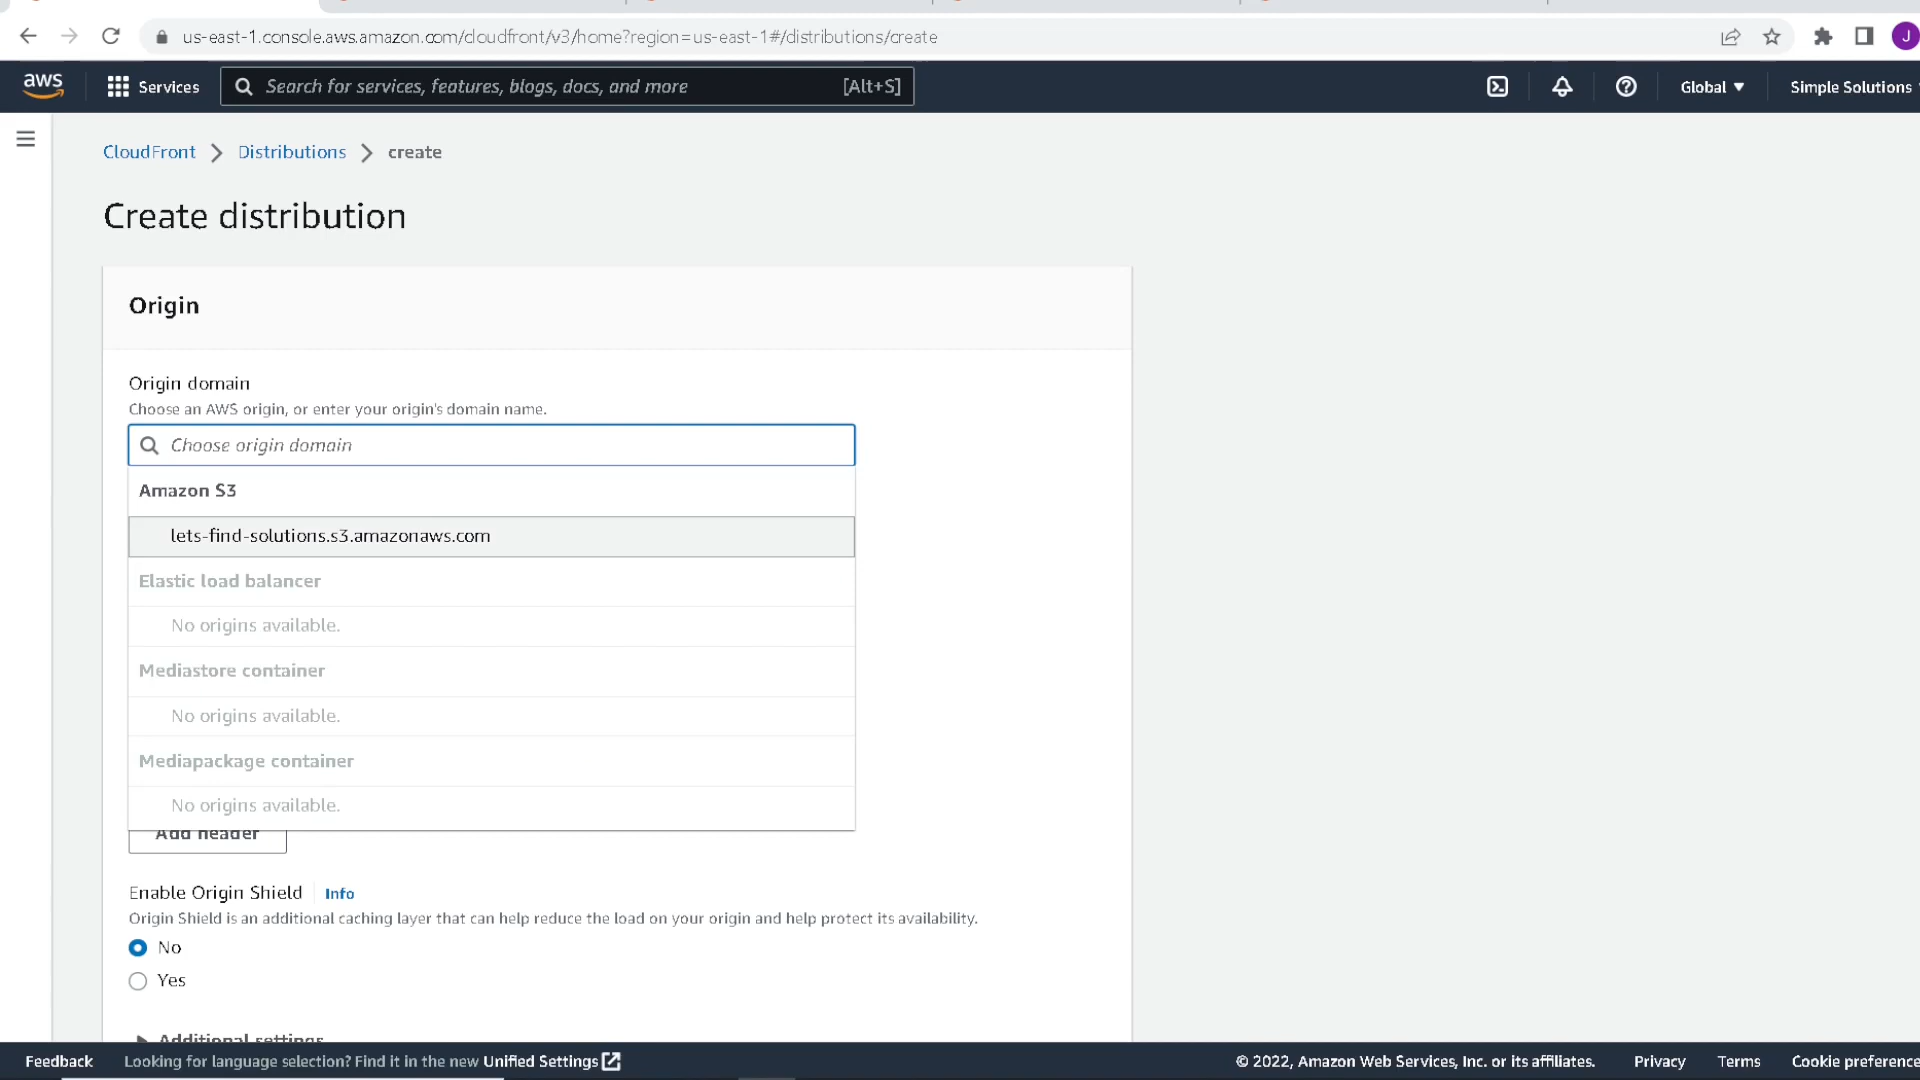 us-east-1.console.aws.amazon.com/cloudfront/v3/home?region=us-east-1#/distributions/create
J
aws
Services
Search for services, features, blogs, docs, and more
[Alt+S]
Global
Simple Solutions
CloudFront
Distributions
create
Create distribution
Origin
Origin domain
Choose an AWS origin, or enter your origin's domain name.
Choose origin domain
Amazon S3
lets-find-solutions.s3.amazonaws.com
Elastic load balancer
No origins available.
Mediastore container
No origins available.
Mediapackage container
No origins available.
Add header
Enable Origin Shield Info
Origin Shield is an additional caching layer that can help reduce the load on your origin and help protect its availability.
No
Yes
Additional settings
Feedback
Looking for language selection? Find it in the new Unified Settings
© 2022, Amazon Web Services, Inc. or its affiliates.
Privacy
Terms
Cookie preference